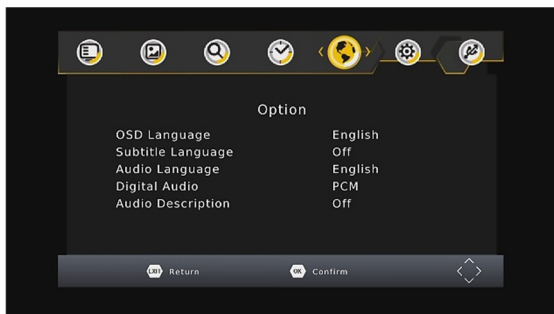 Option
OSD Language English
Subtitle Language Off
Audio Language English
Digital Audio PCM
Audio Description Off
EXIT Return OK Confirm